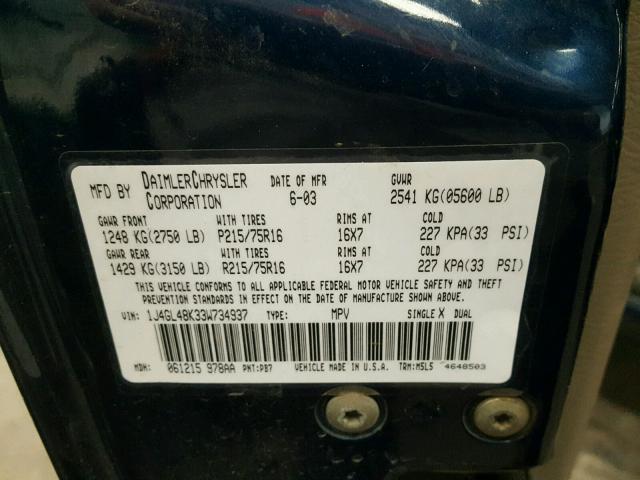 MFD BY DAIMLERCHRYSLER CORPORATION DATE OF MFR 6-03 GVWR 2541 KG(05600 LB)
GAWR FRONT WITH TIRES RIMS AT COLD
1248 KG(2750 LB) P215/75R16 16X7 227 KPA(33 PSI)
GAWR REAR WITH TIRES RIMS AT COLD
1429 KG(3150 LB) R215/75R16 16X7 227 KPA(33 PSI)
THIS VEHICLE CONFORMS TO ALL APPLICABLE FEDERAL MOTOR VEHICLE SAFETY AND THEFT
PREVENTION STANDARDS IN EFFECT ON THE DATE OF MANUFACTURE SHOWN ABOVE.
VIN: 1J4GL48K33W734937 TYPE: MPV SINGLE X DUAL
MDH: 061215 978AA PNT:PB7 VEHICLE MADE IN U.S.A. TRM:M5L5 4648503